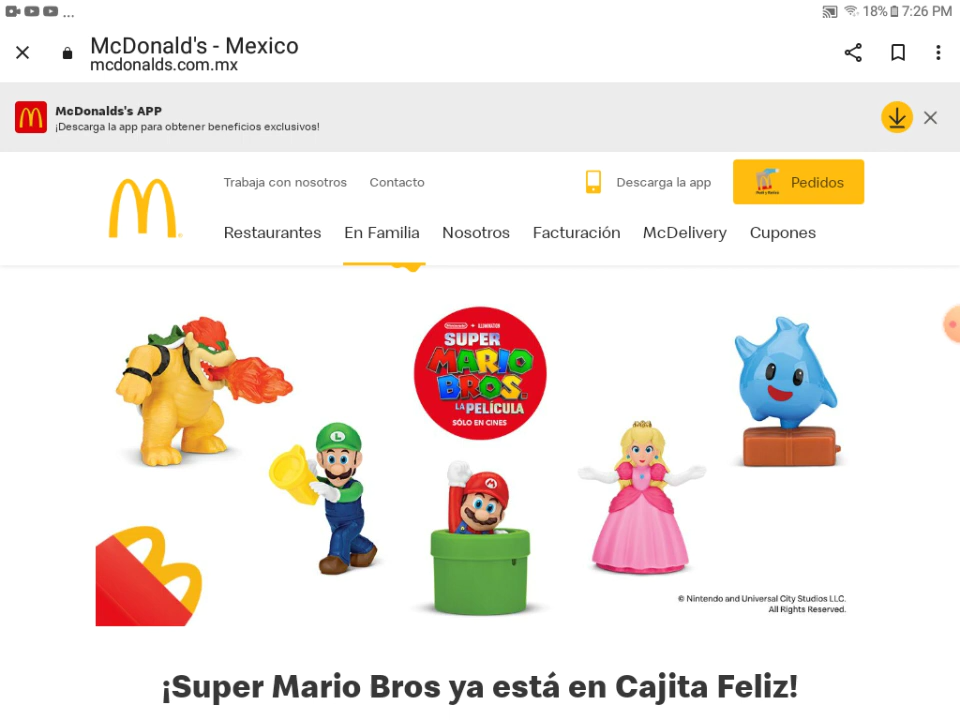 ...
18% 7:26 PM
McDonald's - Mexico
mcdonalds.com.mx
McDonalds's APP
¡Descarga la app para obtener beneficios exclusivos!
Trabaja con nosotros Contacto Descarga la app Pedidos
Restaurantes En Familia Nosotros Facturación McDelivery Cupones
Nintendo + ILLUMINATION
SUPER
MARIO
BROS.
LA PELÍCULA
SÓLO EN CINES
L
M
© Nintendo and Universal City Studios LLC.
All Rights Reserved.
¡Super Mario Bros ya está en Cajita Feliz!